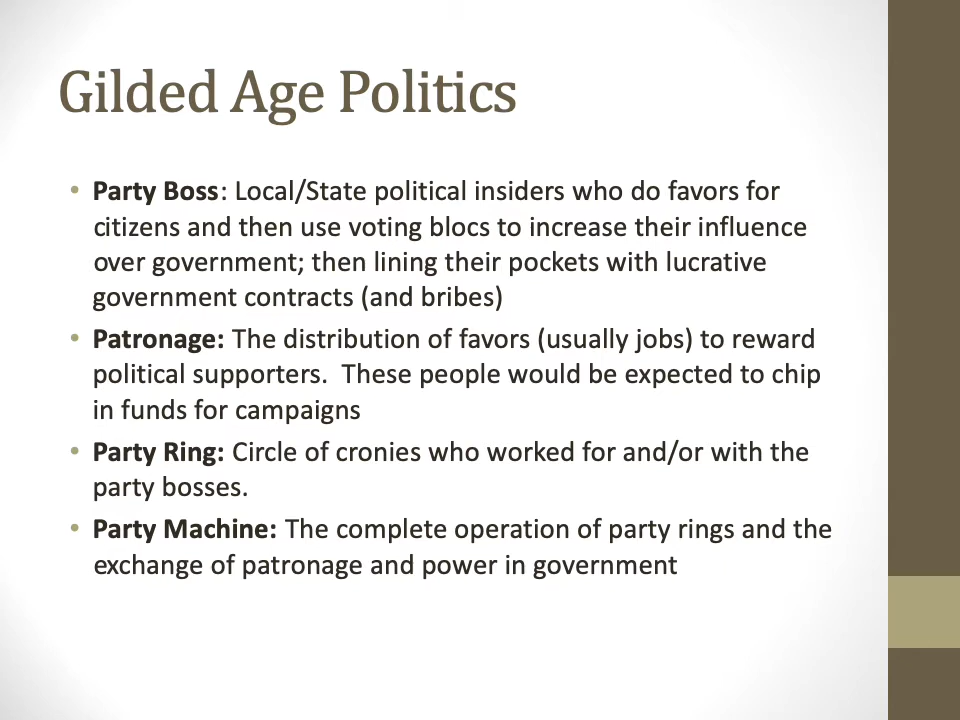 Gilded Age Politics
• Party Boss: Local/State political insiders who do favors for
citizens and then use voting blocs to increase their influence
over government; then lining their pockets with lucrative
government contracts (and bribes)
• Patronage: The distribution of favors (usually jobs) to reward
political supporters.  These people would be expected to chip
in funds for campaigns
• Party Ring: Circle of cronies who worked for and/or with the
party bosses.
• Party Machine: The complete operation of party rings and the
exchange of patronage and power in government